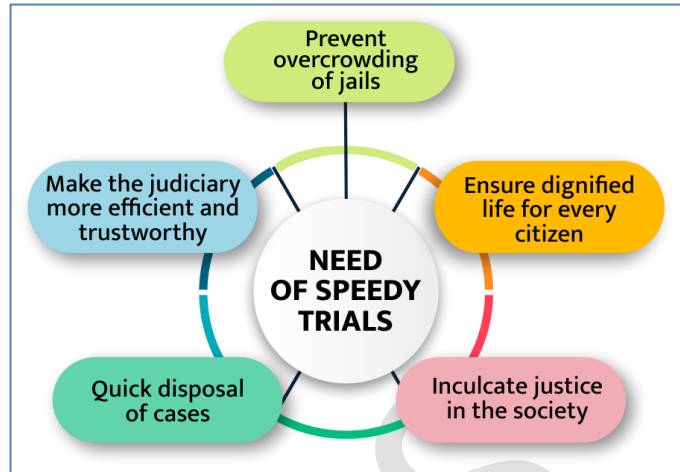 Prevent
overcrowding
of jails
Make the judiciary
more efficient and
trustworthy
Ensure dignified
life for every
citizen
NEED
OF SPEEDY
TRIALS
Quick disposal
of cases
Inculcate justice
in the society